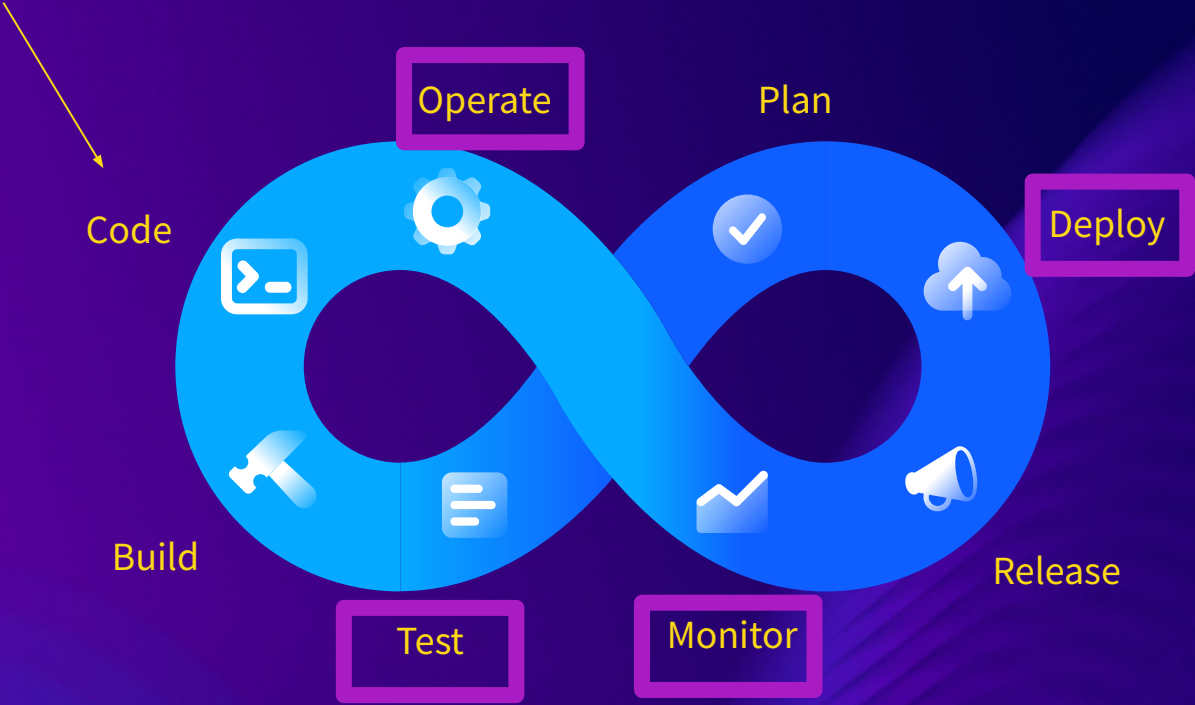 Operate
Plan
Code
Deploy
Build
Release
Test
Monitor